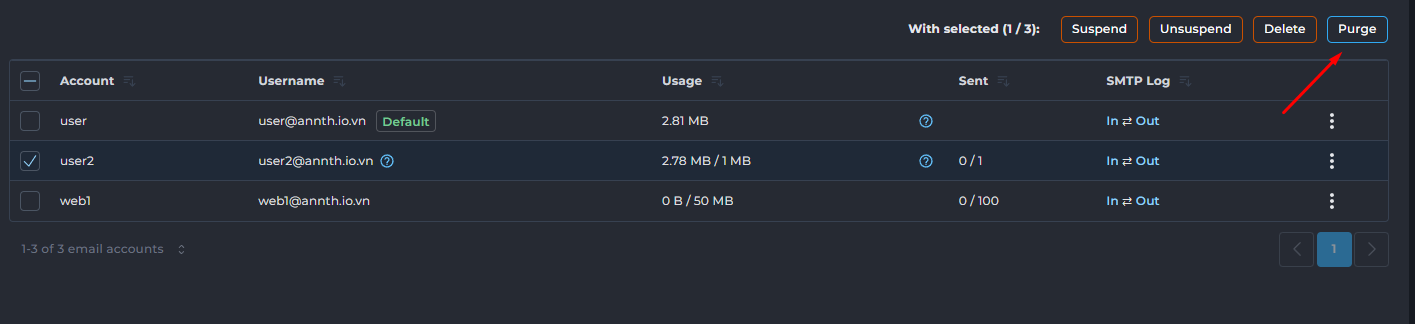 With selected (1 / 3): Suspend Unsuspend Delete Purge
Account Username Usage Sent SMTP Log
user user@annth.io.vn Default 2.81 MB In ⇄ Out
user2 user2@annth.io.vn 2.78 MB / 1 MB 0 / 1 In ⇄ Out
web1 web1@annth.io.vn 0 B / 50 MB 0 / 100 In ⇄ Out
1-3 of 3 email accounts 1